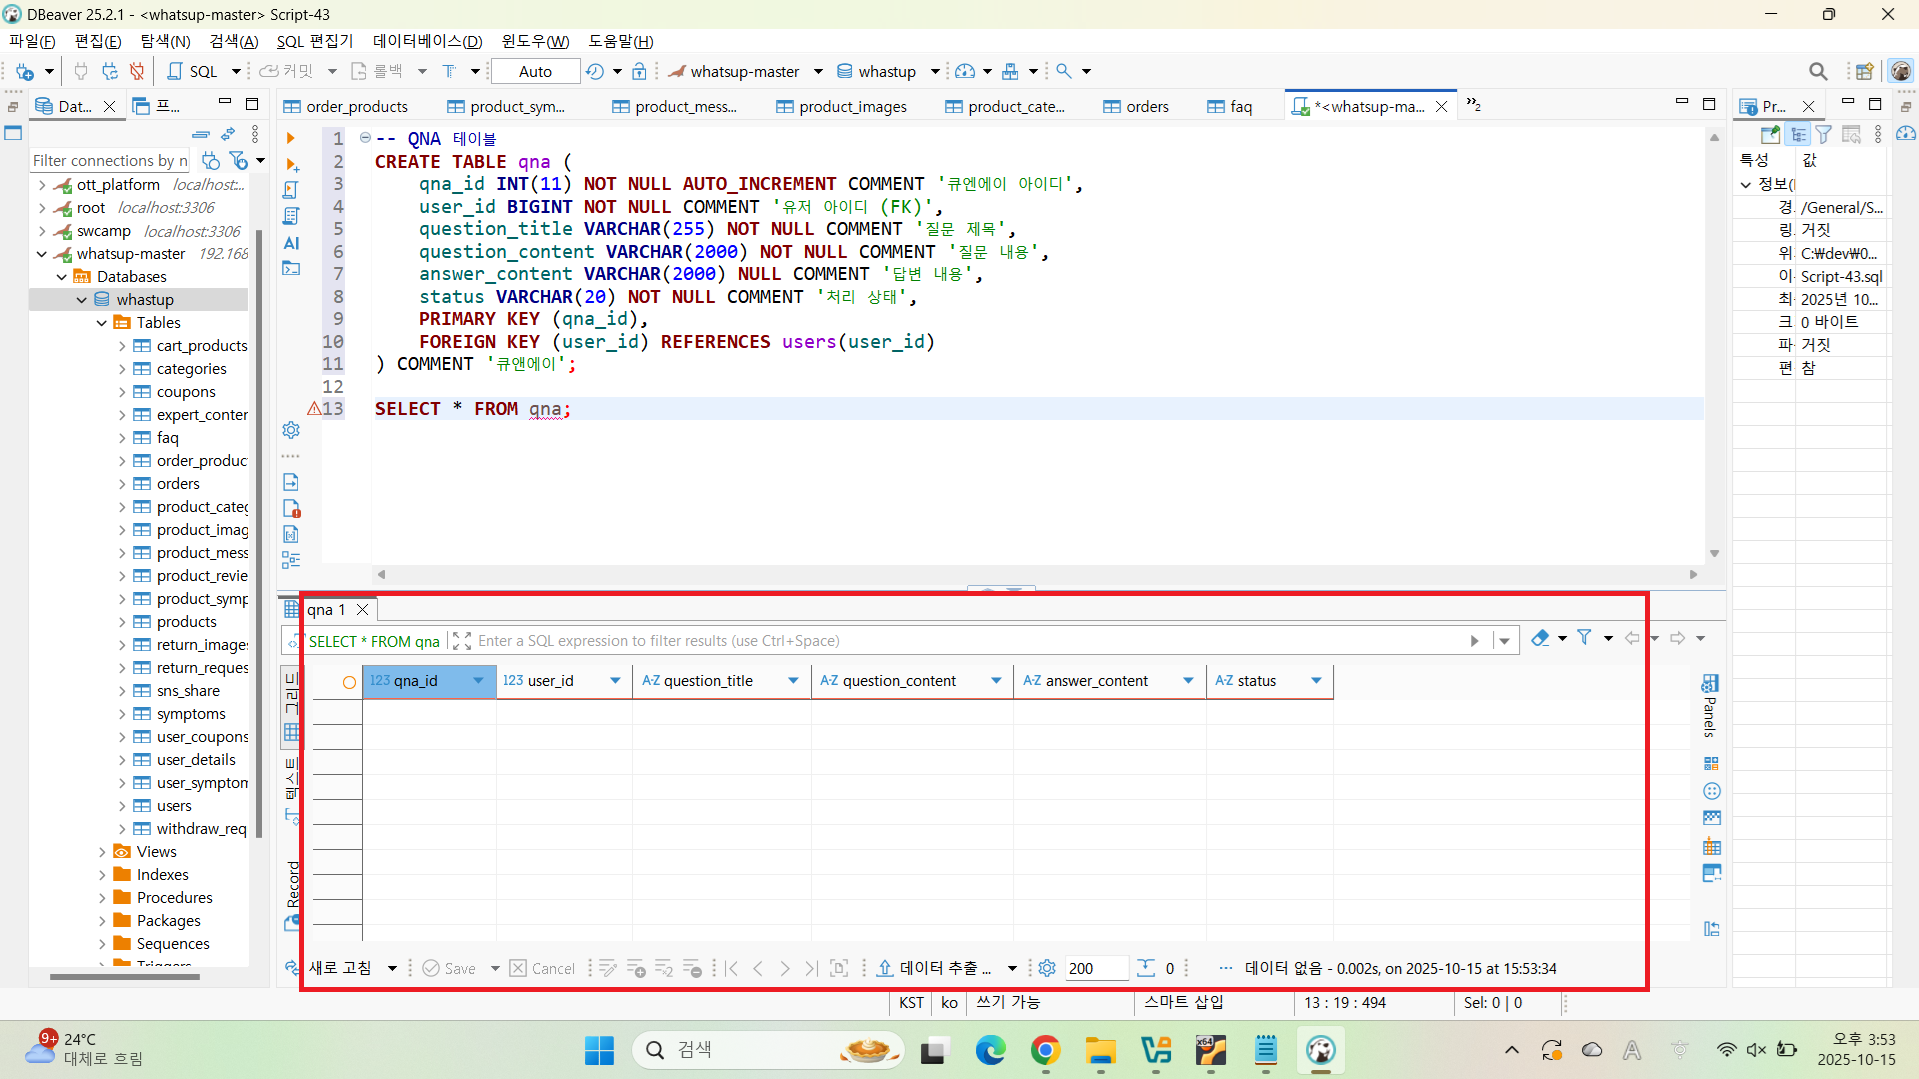 DBeaver 25.2.1 - <whatsup-master> Script-43
파일(F) 편집(E) 탐색(N) 검색(A) SQL 편집기 데이터베이스(D) 윈도우(W) 도움말(H)
SQL 커밋 롤백 T Auto whatsup-master whastup
Dat... 프...
order_products product_sym... product_mess... product_images product_cate... orders faq *<whatsup-ma... »2
Filter connections by n
ott_platform localhost:...
root localhost:3306
swcamp localhost:3306
whatsup-master 192.168
Databases
whastup
Tables
cart_products
categories
coupons
expert_conter
faq
order_produc
orders
product_categ
product_imag
product_mess
product_revie
product_symp
products
return_image
return_reques
sns_share
symptoms
user_coupons
user_details
user_symptom
users
withdraw_req
Views
Indexes
Procedures
Packages
Sequences
AI
1 -- QNA 테이블
2 CREATE TABLE qna (
3 qna_id INT(11) NOT NULL AUTO_INCREMENT COMMENT '큐엔에이 아이디',
4 user_id BIGINT NOT NULL COMMENT '유저 아이디 (FK)',
5 question_title VARCHAR(255) NOT NULL COMMENT '질문 제목',
6 question_content VARCHAR(2000) NOT NULL COMMENT '질문 내용',
7 answer_content VARCHAR(2000) NULL COMMENT '답변 내용',
8 status VARCHAR(20) NOT NULL COMMENT '처리 상태',
9 PRIMARY KEY (qna_id),
10 FOREIGN KEY (user_id) REFERENCES users(user_id)
11 ) COMMENT '큐앤에이';
12
13 SELECT * FROM qna;
Pr...
특성 값
정보(
경. /General/S...
링. 거짓
위 C:₩dev₩0...
이 Script-43.sql
최 2025년 10...
크 0 바이트
파 거짓
편 참
qna 1
SELECT * FROM qna Enter a SQL expression to filter results (use Ctrl+Space)
그리드
텍스트
Record
123 qna_id 123 user_id A-Z question_title A-Z question_content A-Z answer_content A-Z status
Panels
새로 고침 Save Cancel 데이터 추출 ... 200 0 데이터 없음 - 0.002s, on 2025-10-15 at 15:53:34
KST ko 쓰기 가능 스마트 삽입 13 : 19 : 494 Sel: 0 | 0
9+ 24°C
대체로 흐림
검색
x64
오후 3:53
2025-10-15